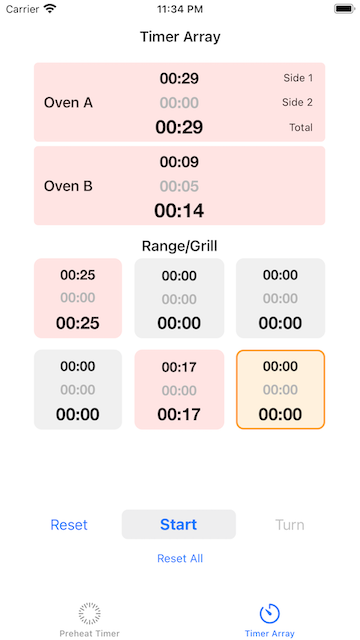 Carrier 11:34 PM
Timer Array
00:29 Side 1
Oven A 00:00 Side 2
00:29 Total
00:09
Oven B 00:05
00:14
Range/Grill
00:25 00:00 00:00
00:00 00:00 00:00
00:25 00:00 00:00
00:00 00:17 00:00
00:00 00:00 00:00
00:00 00:17 00:00
Reset Start Turn
Reset All
Preheat Timer Timer Array